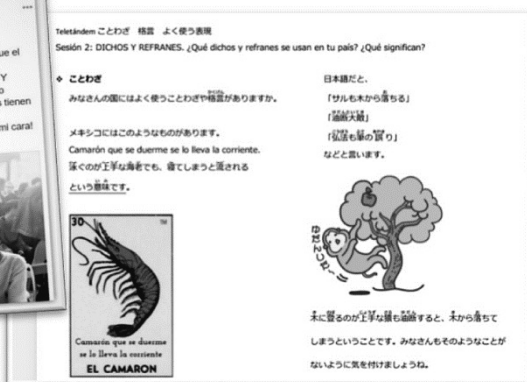 ue el
Y
o
s tienen
mi cara!
Teletándem ことわざ 格言 よく使う表現
Sesión 2: DICHOS Y REFRANES. ¿Qué dichos y refranes se usan en tu país? ¿Qué significan?
❖ ことわざ
みなさんの国にはよく使うことわざや格言がありますか。
メキシコにはこのようなものがあります。
Camarón que se duerme se lo lleva la corriente.
泳ぐのが上手な海老でも、寝てしまうと流される
という意味です。
30
TM
Camarón que se duerme
se lo lleva la corriente
EL CAMARON
日本語だと、
「サルも木から落ちる」
「油断大敵」
「弘法も筆の誤り」
などと言います。
木に登るのが上手な猿も油断すると、木から落ちて
しまうということです。みなさんもそのようなことが
ないように気を付けましょうね。